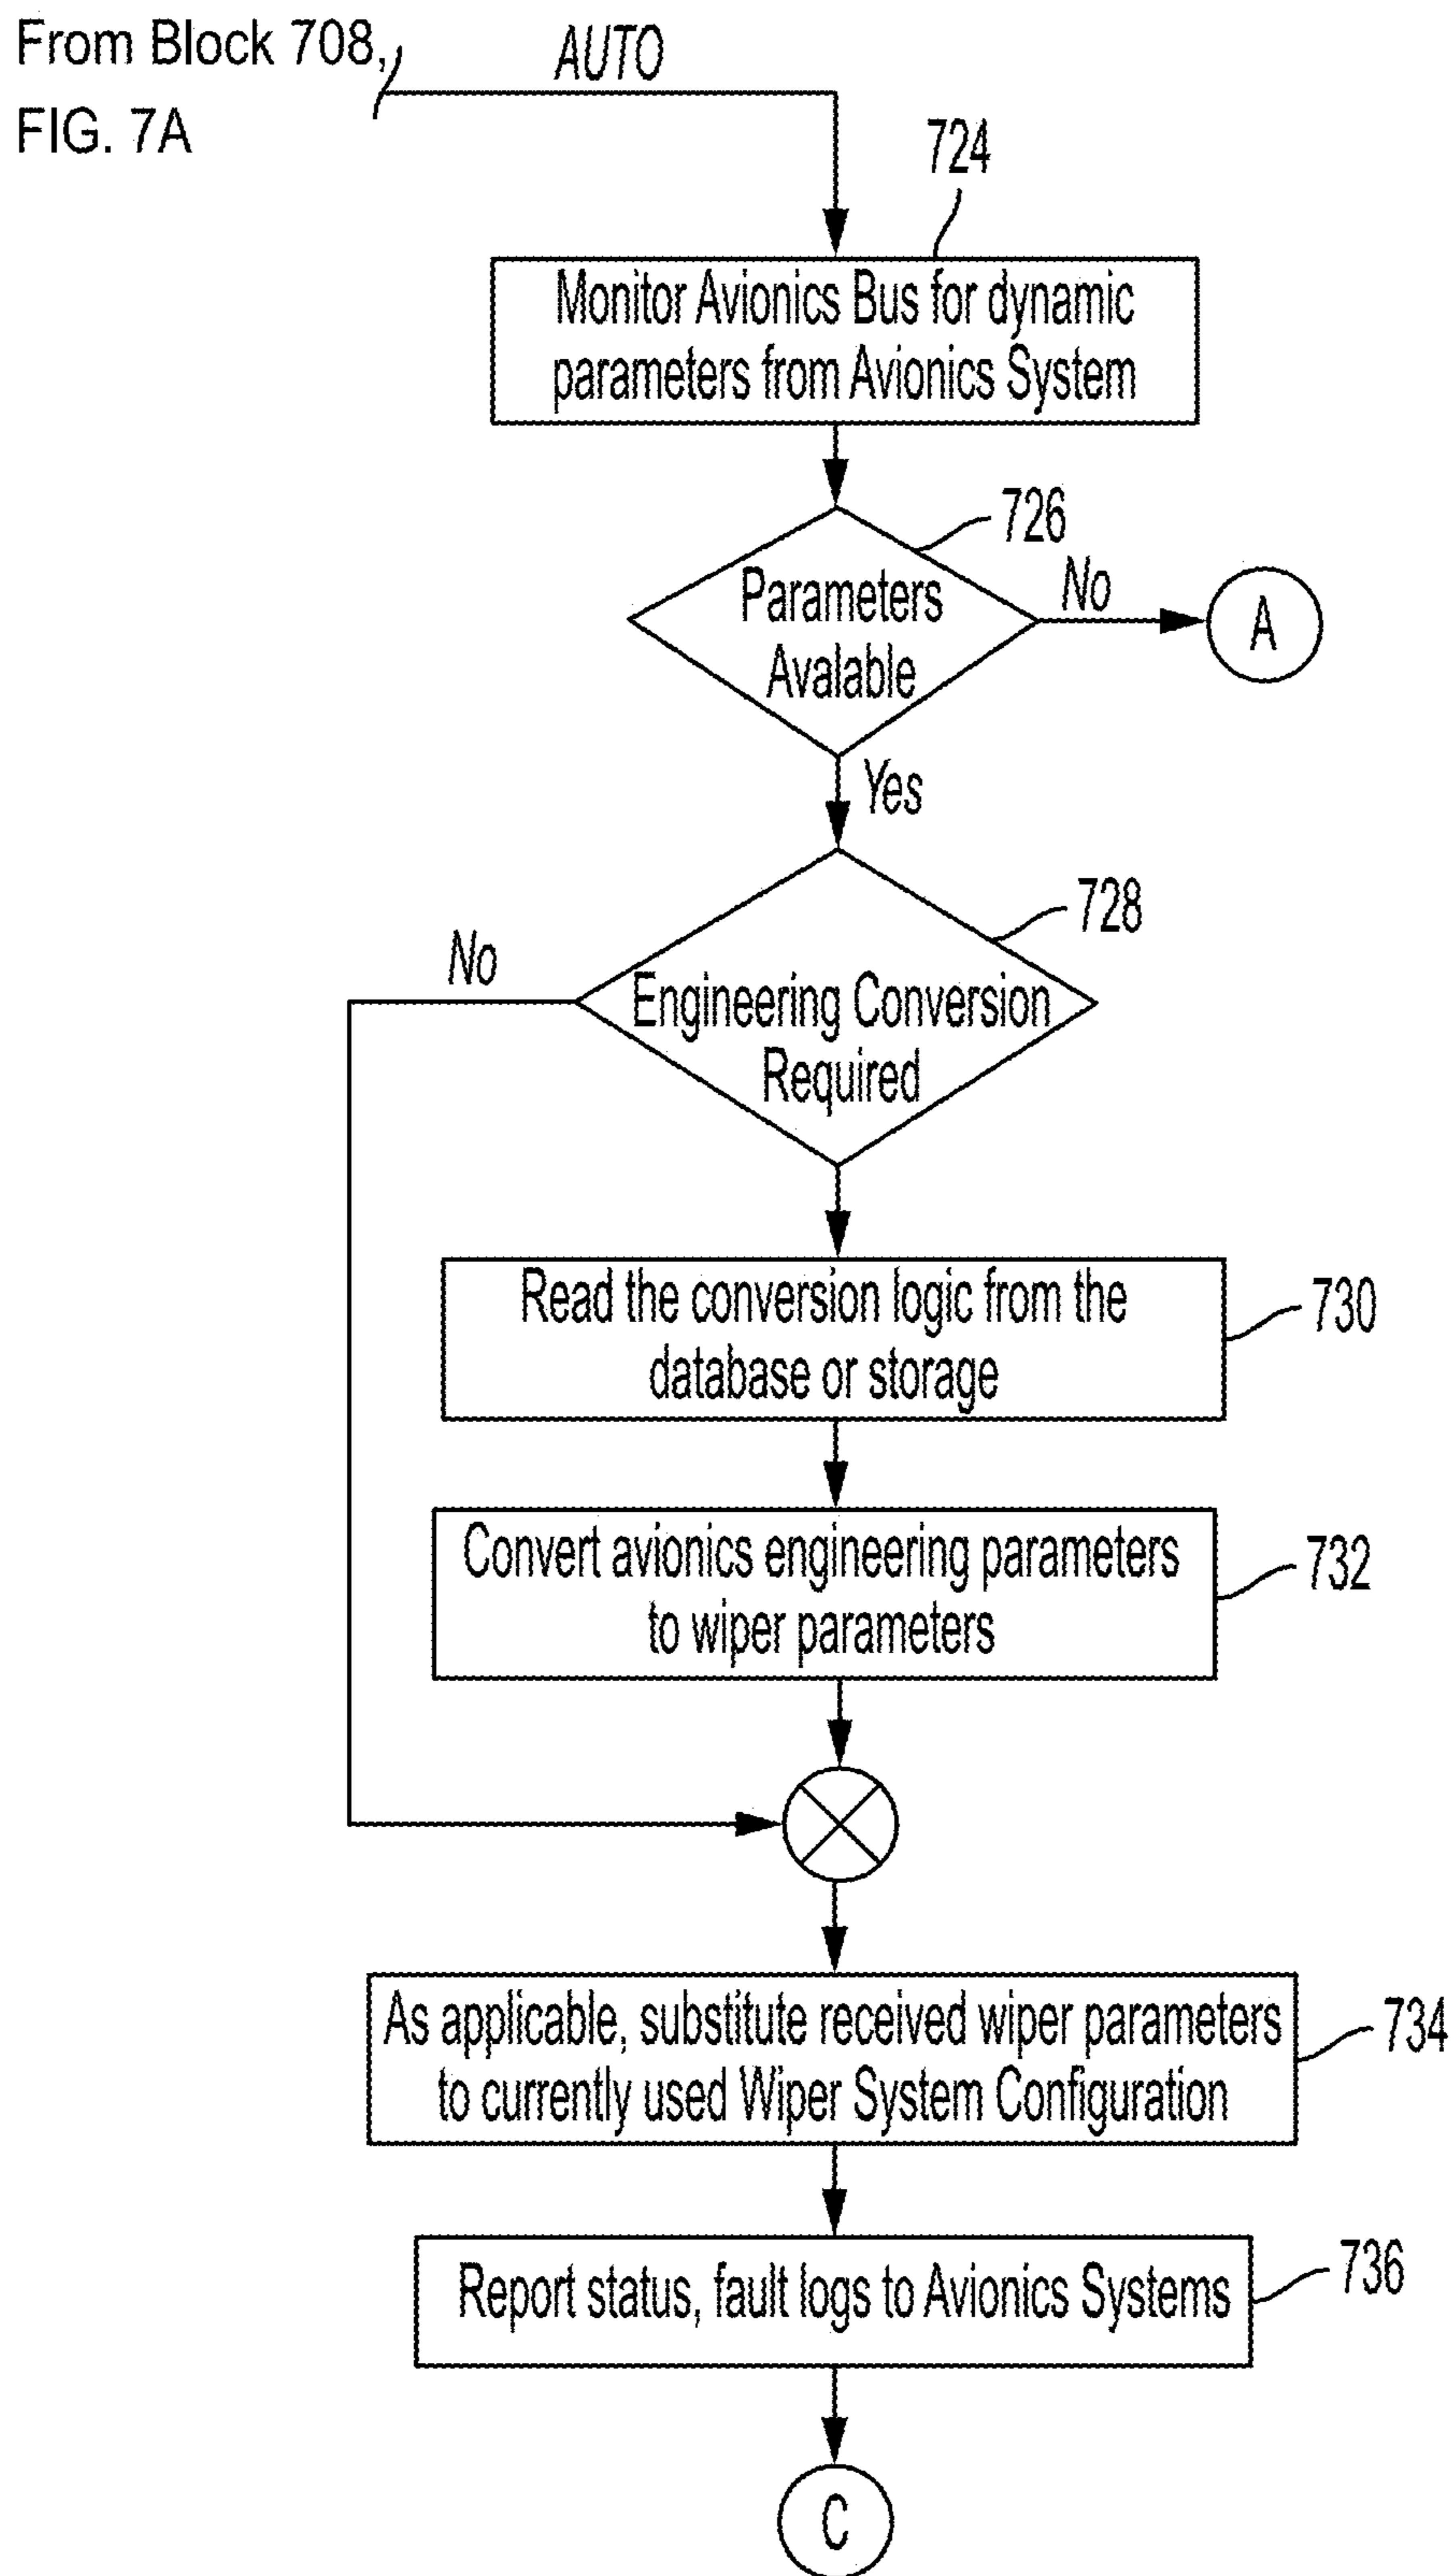 From Block 708,
FIG. 7A
AUTO
724
Monitor Avionics Bus for dynamic
parameters from Avionics System
726
Parameters
Avalable
No
A
Yes
728
No
Engineering Conversion
Required
Read the conversion logic from the
database or storage
730
Convert avionics engineering parameters
to wiper parameters
732
As applicable, substitute received wiper parameters
to currently used Wiper System Configuration
734
Report status, fault logs to Avionics Systems
736
C